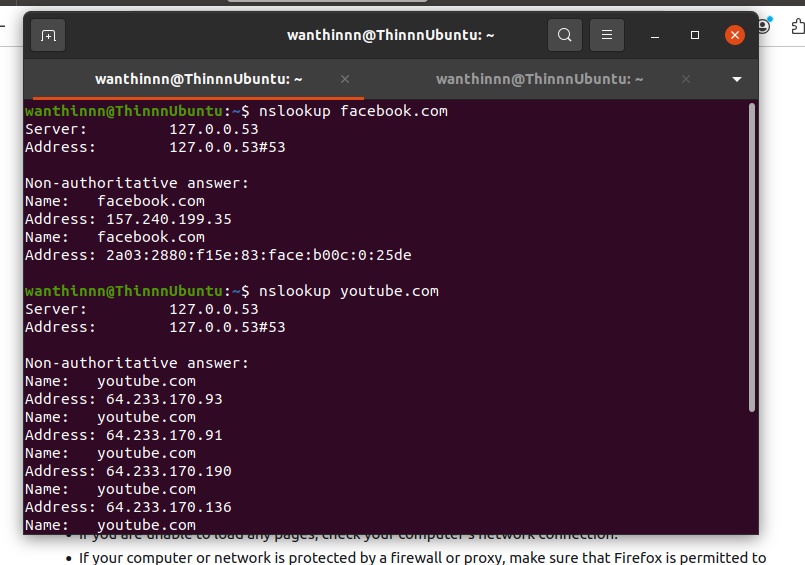 wanthinnn@ThinnnUbuntu: ~
wanthinnn@ThinnnUbuntu: ~
wanthinnn@ThinnnUbuntu: ~
wanthinnn@ThinnnUbuntu:~$ nslookup facebook.com
Server: 127.0.0.53
Address: 127.0.0.53#53
Non-authoritative answer:
Name: facebook.com
Address: 157.240.199.35
Name: facebook.com
Address: 2a03:2880:f15e:83:face:b00c:0:25de
wanthinnn@ThinnnUbuntu:~$ nslookup youtube.com
Server: 127.0.0.53
Address: 127.0.0.53#53
Non-authoritative answer:
Name: youtube.com
Address: 64.233.170.93
Name: youtube.com
Address: 64.233.170.91
Name: youtube.com
Address: 64.233.170.190
Name: youtube.com
Address: 64.233.170.136
Name: youtube.com
• If you are unable to load any pages, check your computer's network connection.
• If your computer or network is protected by a firewall or proxy, make sure that Firefox is permitted to